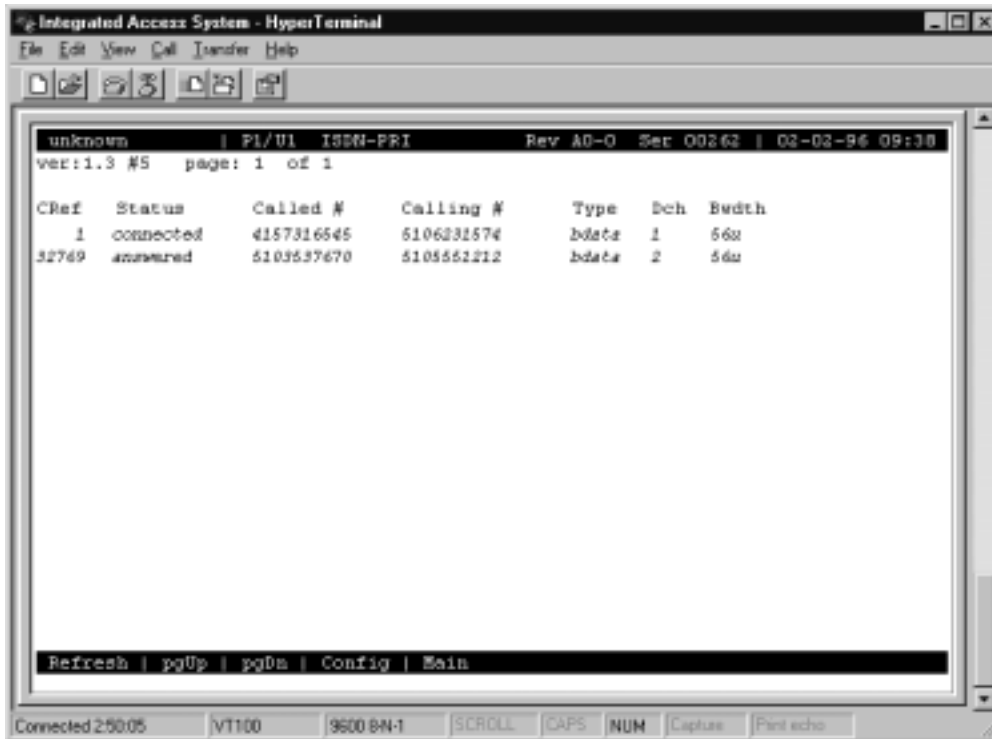 Integrated Access System - HyperTerminal
File Edit View Call Transfer Help
unknown | P1/U1 ISDN-PRI Rev A0-0 Ser 00262 | 02-02-96 09:38
ver:1.3 #5 page: 1 of 1
CRef Status Called # Calling # Type Dch Bwdth
1 connected 4157316545 5106231574 bdata 1 56u
32769 answered 5103537670 5105551212 bdata 2 56u
Refresh | pgUp | pgDn | Config | Main
Connected 2:50:05 VT100 9600 8-N-1 SCROLL CAPS NUM Capture Print echo